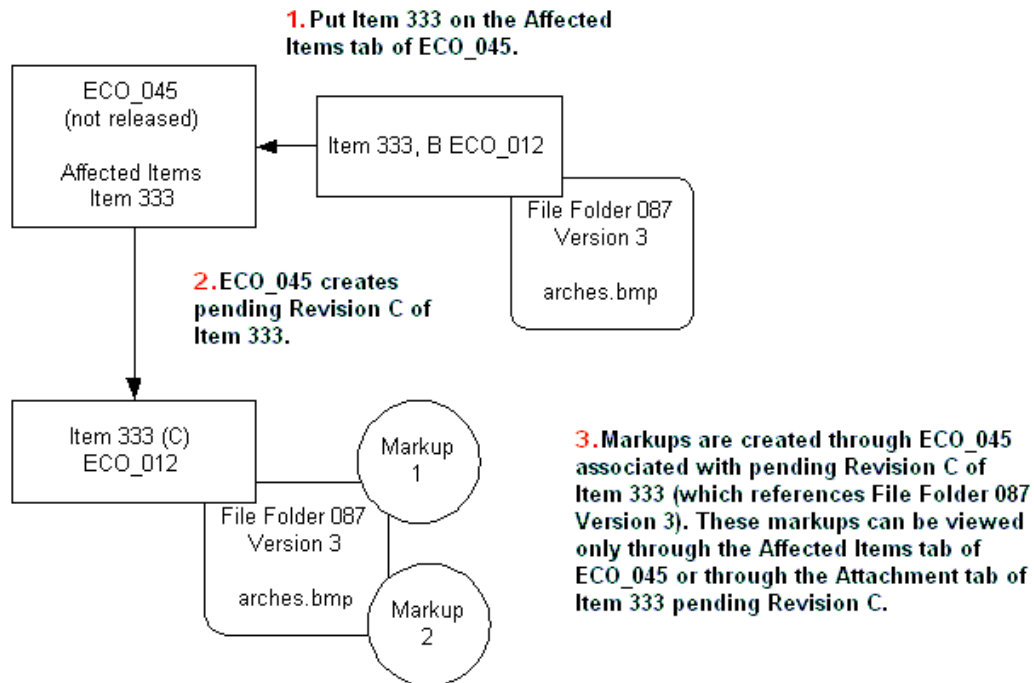 1. Put Item 333 on the Affected
Items tab of ECO_045.
ECO_045
(not released)
Affected Items
Item 333
Item 333, B ECO_012
File Folder 087
Version 3
arches.bmp
2. ECO_045 creates
pending Revision C of
Item 333.
Item 333 (C)
ECO_012
Markup
1
File Folder 087
Version 3
arches.bmp
Markup
2
3. Markups are created through ECO_045
associated with pending Revision C of
Item 333 (which references File Folder 087
Version 3). These markups can be viewed
only through the Affected Items tab of
ECO_045 or through the Attachment tab of
Item 333 pending Revision C.